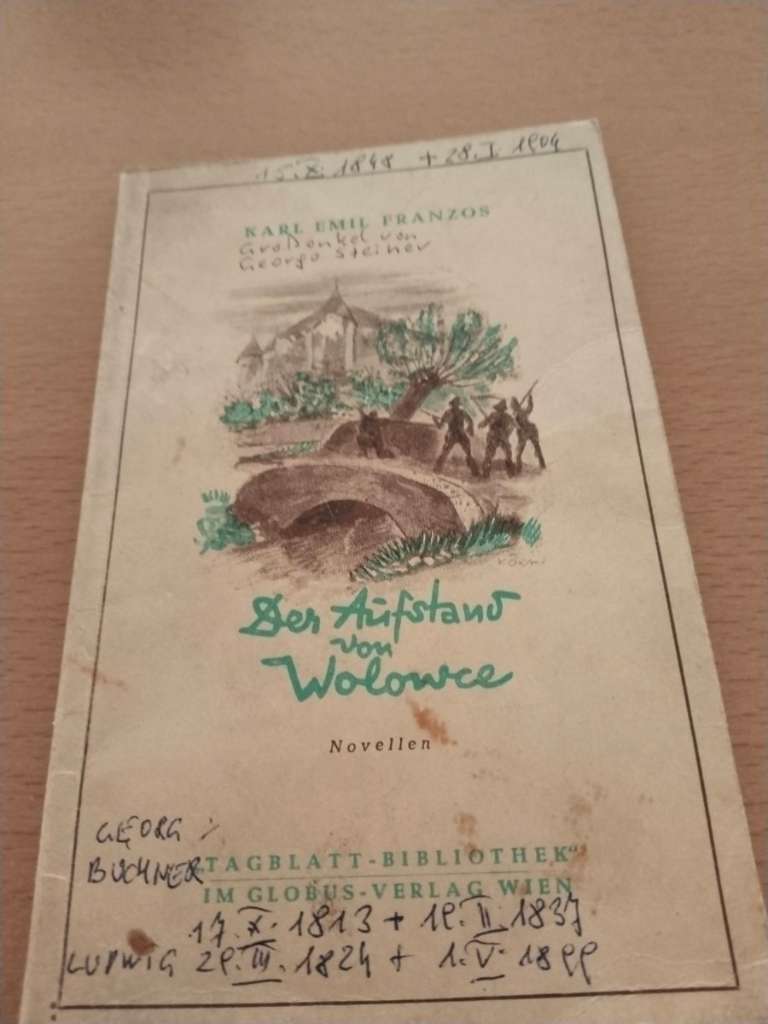 15. X. 1848 + 28. I. 1904
KARL EMIL FRANZOS
Großonkel von
George Steiner
Der Aufstand
von
Wolowce
Novellen
GEORG
BÜCHNER
„TAGBLATT-BIBLIOTHEK“
IM GLOBUS-VERLAG WIEN
17. X. 1813 + 19. II. 1837
LUDWIG 29. III. 1824 + 1. V. 1899